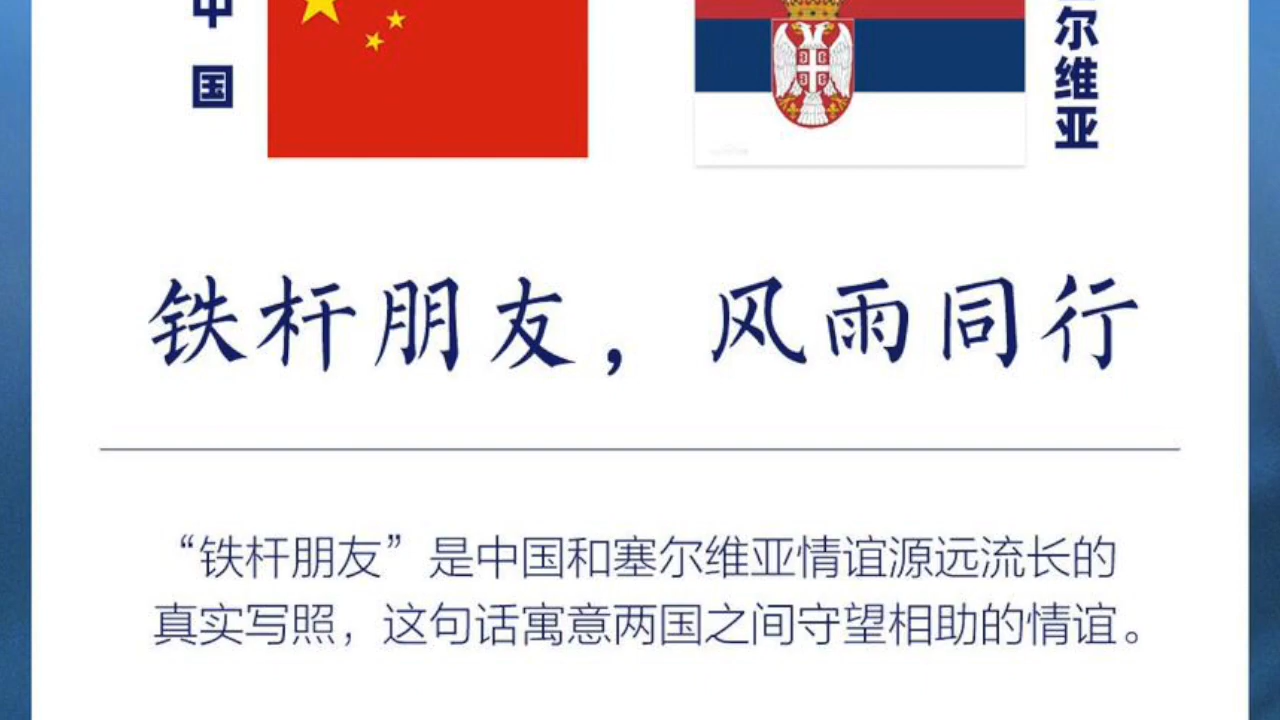 中国
尔维亚
铁杆朋友，风雨同行
“铁杆朋友”是中国和塞尔维亚情谊源远流长的
真实写照，这句话寓意两国之间守望相助的情谊。